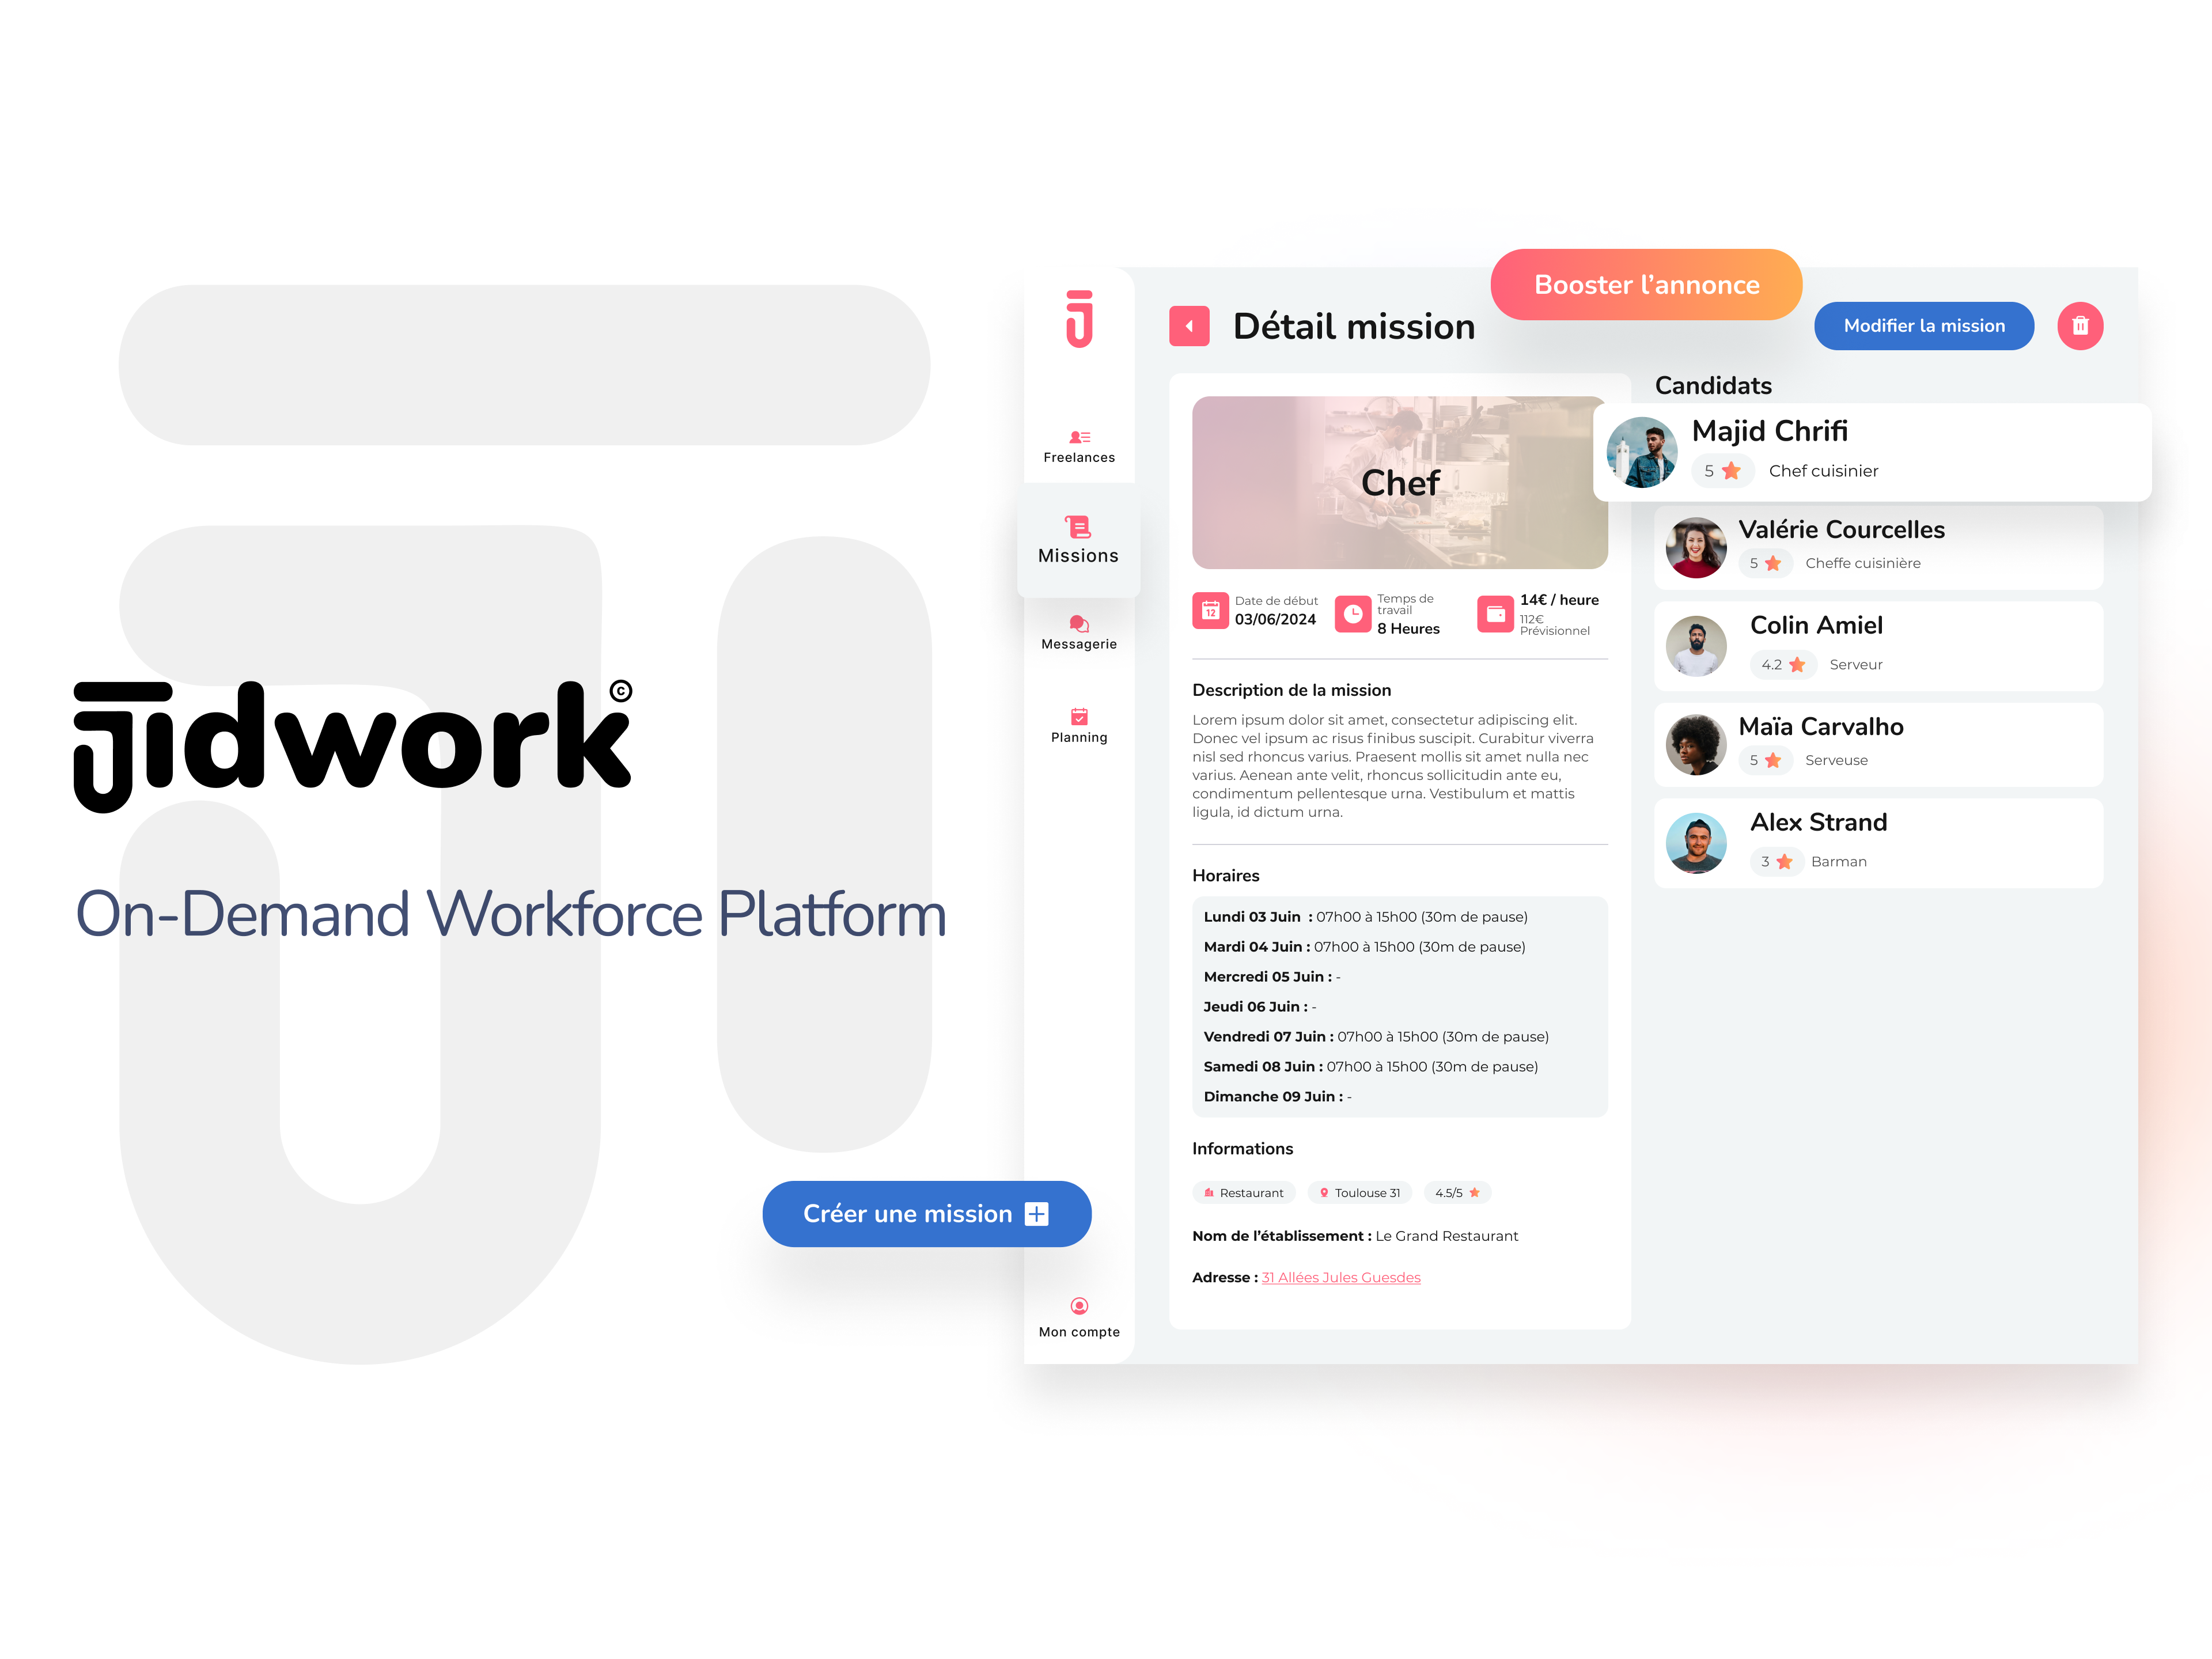 Jidwork
©
On-Demand Workforce Platform
Créer une mission
Freelances
Missions
Messagerie
Planning
Mon compte
Détail mission
Booster l’annonce
Modifier la mission
Chef
12
Date de début
03/06/2024
Temps de
travail
8 Heures
14€ / heure
112€
Prévisionnel
Description de la mission
Lorem ipsum dolor sit amet, consectetur adipiscing elit.
Donec vel ipsum ac risus finibus suscipit. Curabitur viverra
nisl sed rhoncus varius. Praesent mollis sit amet nulla nec
varius. Aenean ante velit, rhoncus sollicitudin ante eu,
condimentum pellentesque urna. Vestibulum et mattis
ligula, id dictum urna.
Horaires
Lundi 03 Juin  : 07h00 à 15h00 (30m de pause)
Mardi 04 Juin : 07h00 à 15h00 (30m de pause)
Mercredi 05 Juin : -
Jeudi 06 Juin : -
Vendredi 07 Juin : 07h00 à 15h00 (30m de pause)
Samedi 08 Juin : 07h00 à 15h00 (30m de pause)
Dimanche 09 Juin : -
Informations
Restaurant
Toulouse 31
4.5/5
Nom de l’établissement : Le Grand Restaurant
Adresse : 31 Allées Jules Guesdes
Candidats
Majid Chrifi
5 Chef cuisinier
Valérie Courcelles
5 Cheffe cuisinière
Colin Amiel
4.2 Serveur
Maïa Carvalho
5 Serveuse
Alex Strand
3 Barman